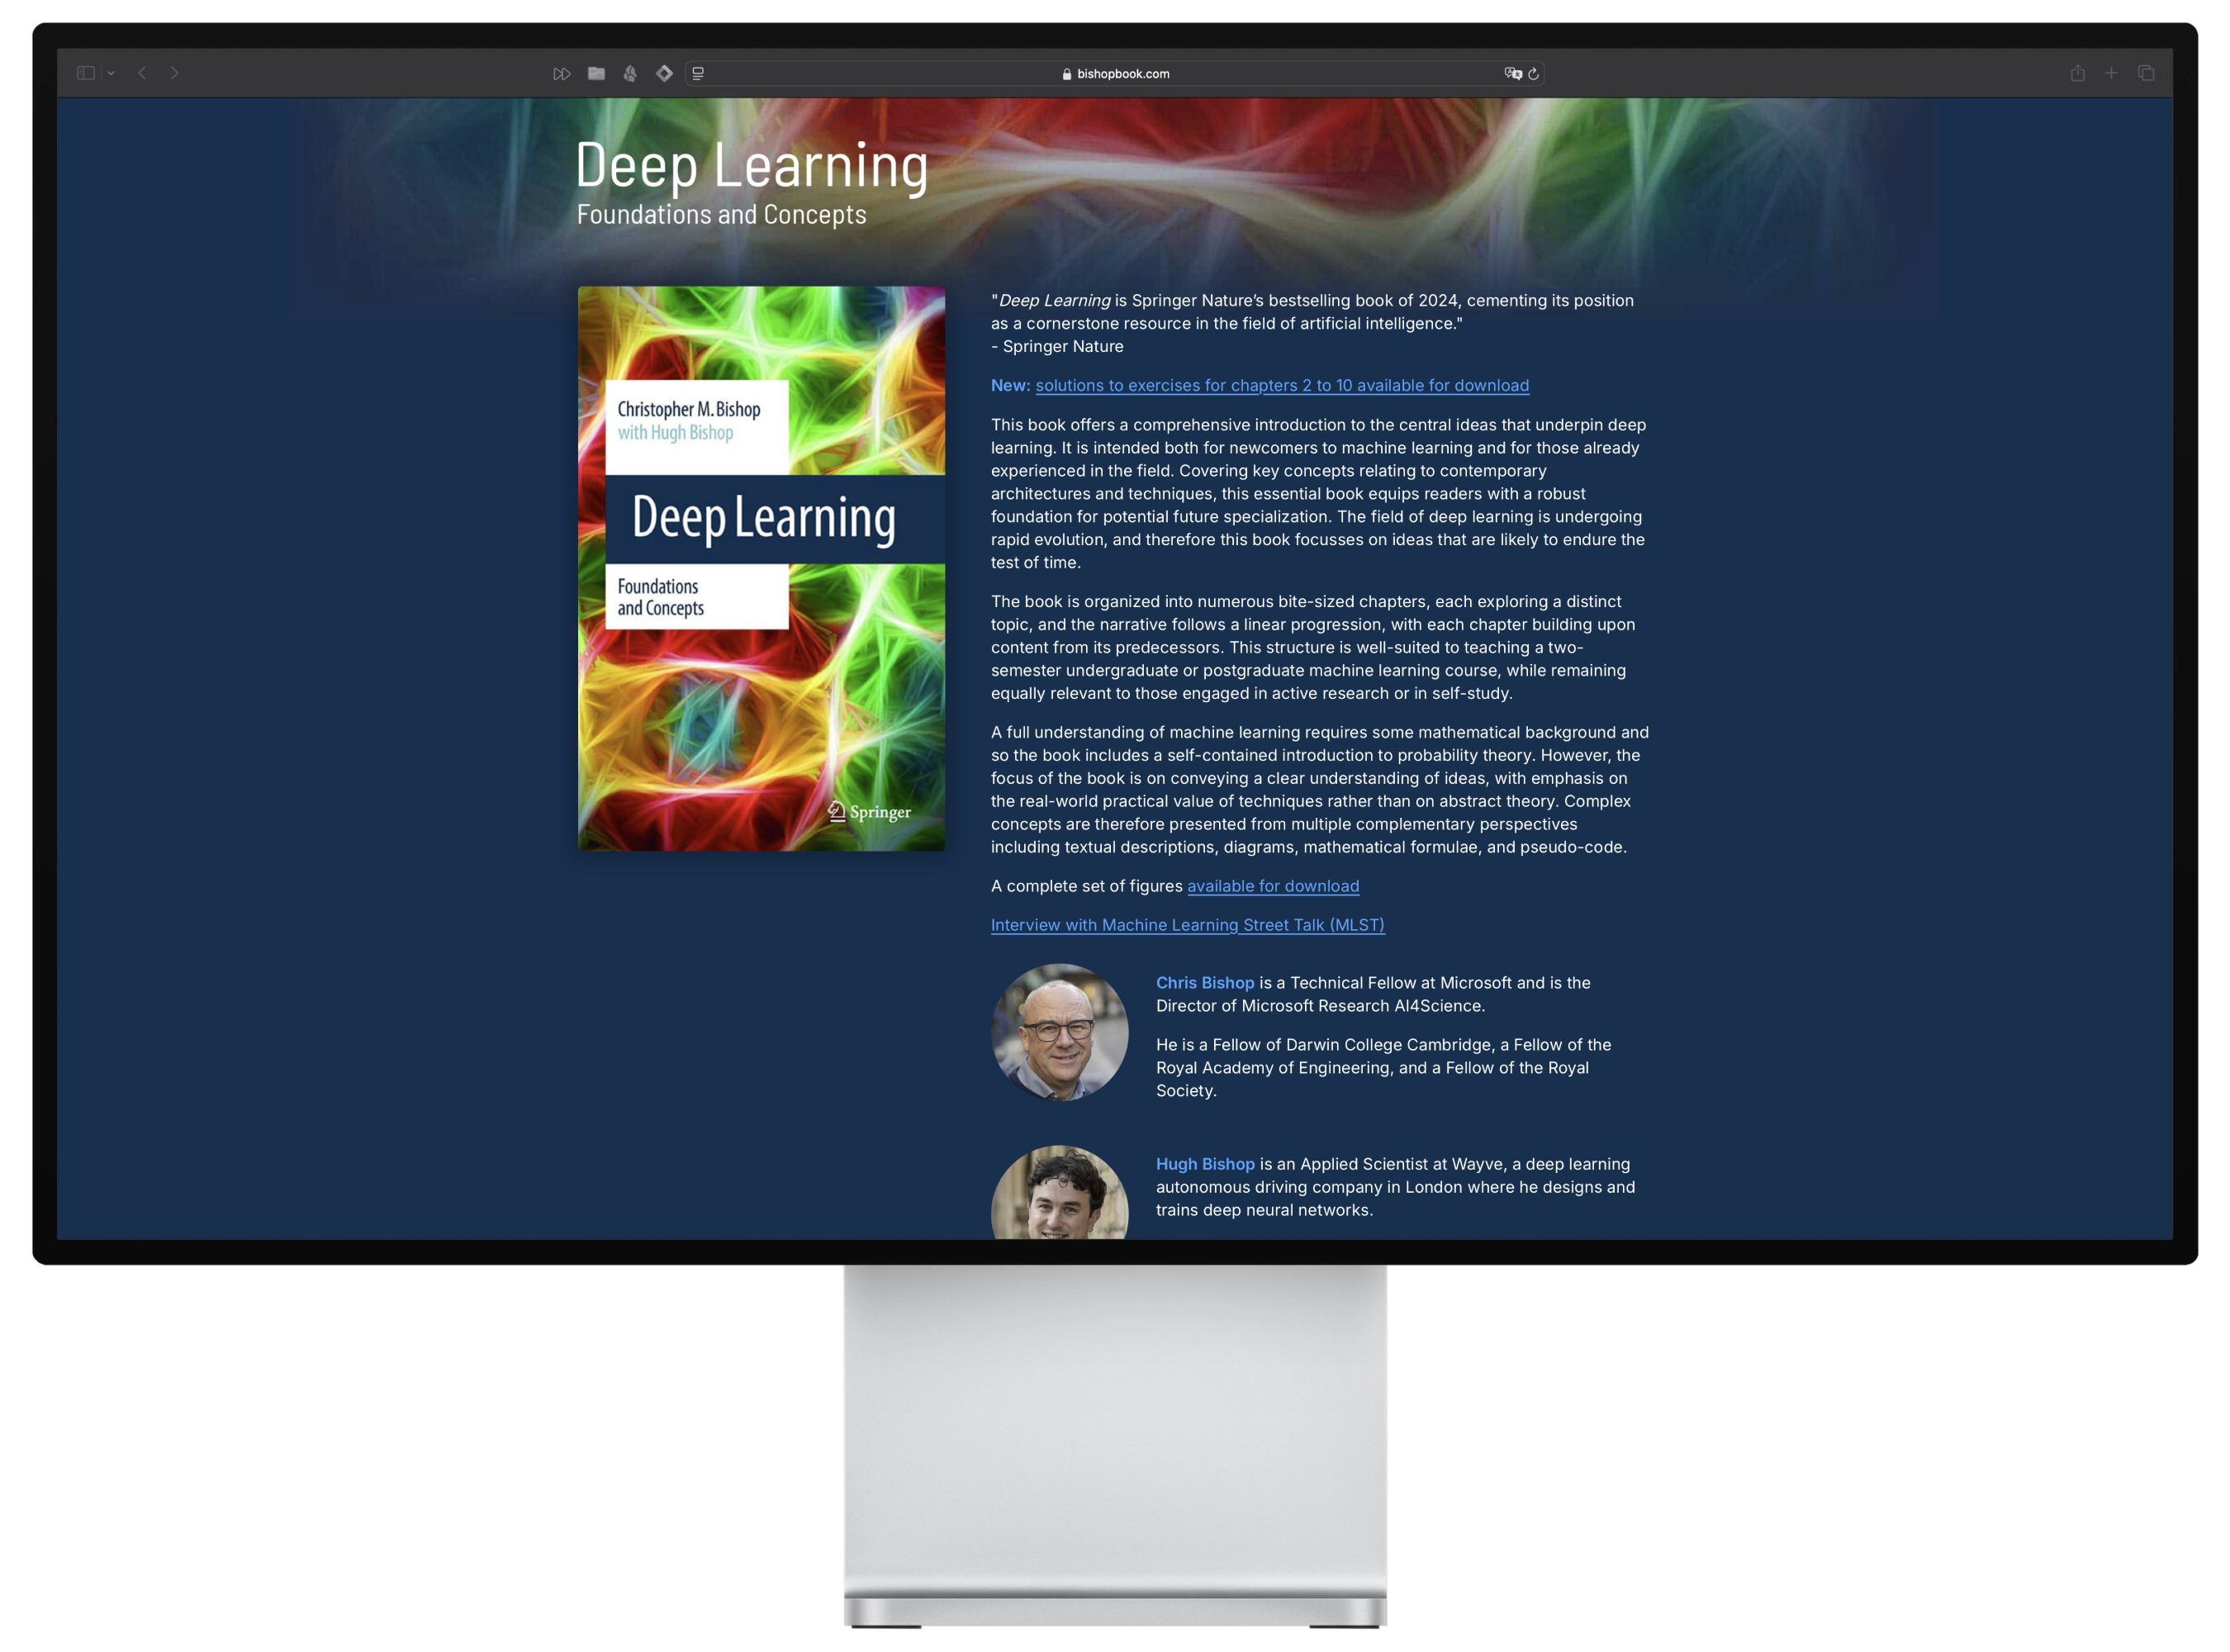 bishopbook.com
Deep Learning
Foundations and Concepts
Christopher M. Bishop
with Hugh Bishop
Deep Learning
Foundations
and Concepts
Springer
"Deep Learning is Springer Nature's bestselling book of 2024, cementing its position
as a cornerstone resource in the field of artificial intelligence."
- Springer Nature
New: solutions to exercises for chapters 2 to 10 available for download
This book offers a comprehensive introduction to the central ideas that underpin deep
learning. It is intended both for newcomers to machine learning and for those already
experienced in the field. Covering key concepts relating to contemporary
architectures and techniques, this essential book equips readers with a robust
foundation for potential future specialization. The field of deep learning is undergoing
rapid evolution, and therefore this book focusses on ideas that are likely to endure the
test of time.
The book is organized into numerous bite-sized chapters, each exploring a distinct
topic, and the narrative follows a linear progression, with each chapter building upon
content from its predecessors. This structure is well-suited to teaching a two-
semester undergraduate or postgraduate machine learning course, while remaining
equally relevant to those engaged in active research or in self-study.
A full understanding of machine learning requires some mathematical background and
so the book includes a self-contained introduction to probability theory. However, the
focus of the book is on conveying a clear understanding of ideas, with emphasis on
the real-world practical value of techniques rather than on abstract theory. Complex
concepts are therefore presented from multiple complementary perspectives
including textual descriptions, diagrams, mathematical formulae, and pseudo-code.
A complete set of figures available for download
Interview with Machine Learning Street Talk (MLST)
Chris Bishop is a Technical Fellow at Microsoft and is the
Director of Microsoft Research AI4Science.
He is a Fellow of Darwin College Cambridge, a Fellow of the
Royal Academy of Engineering, and a Fellow of the Royal
Society.
Hugh Bishop is an Applied Scientist at Wayve, a deep learning
autonomous driving company in London where he designs and
trains deep neural networks.